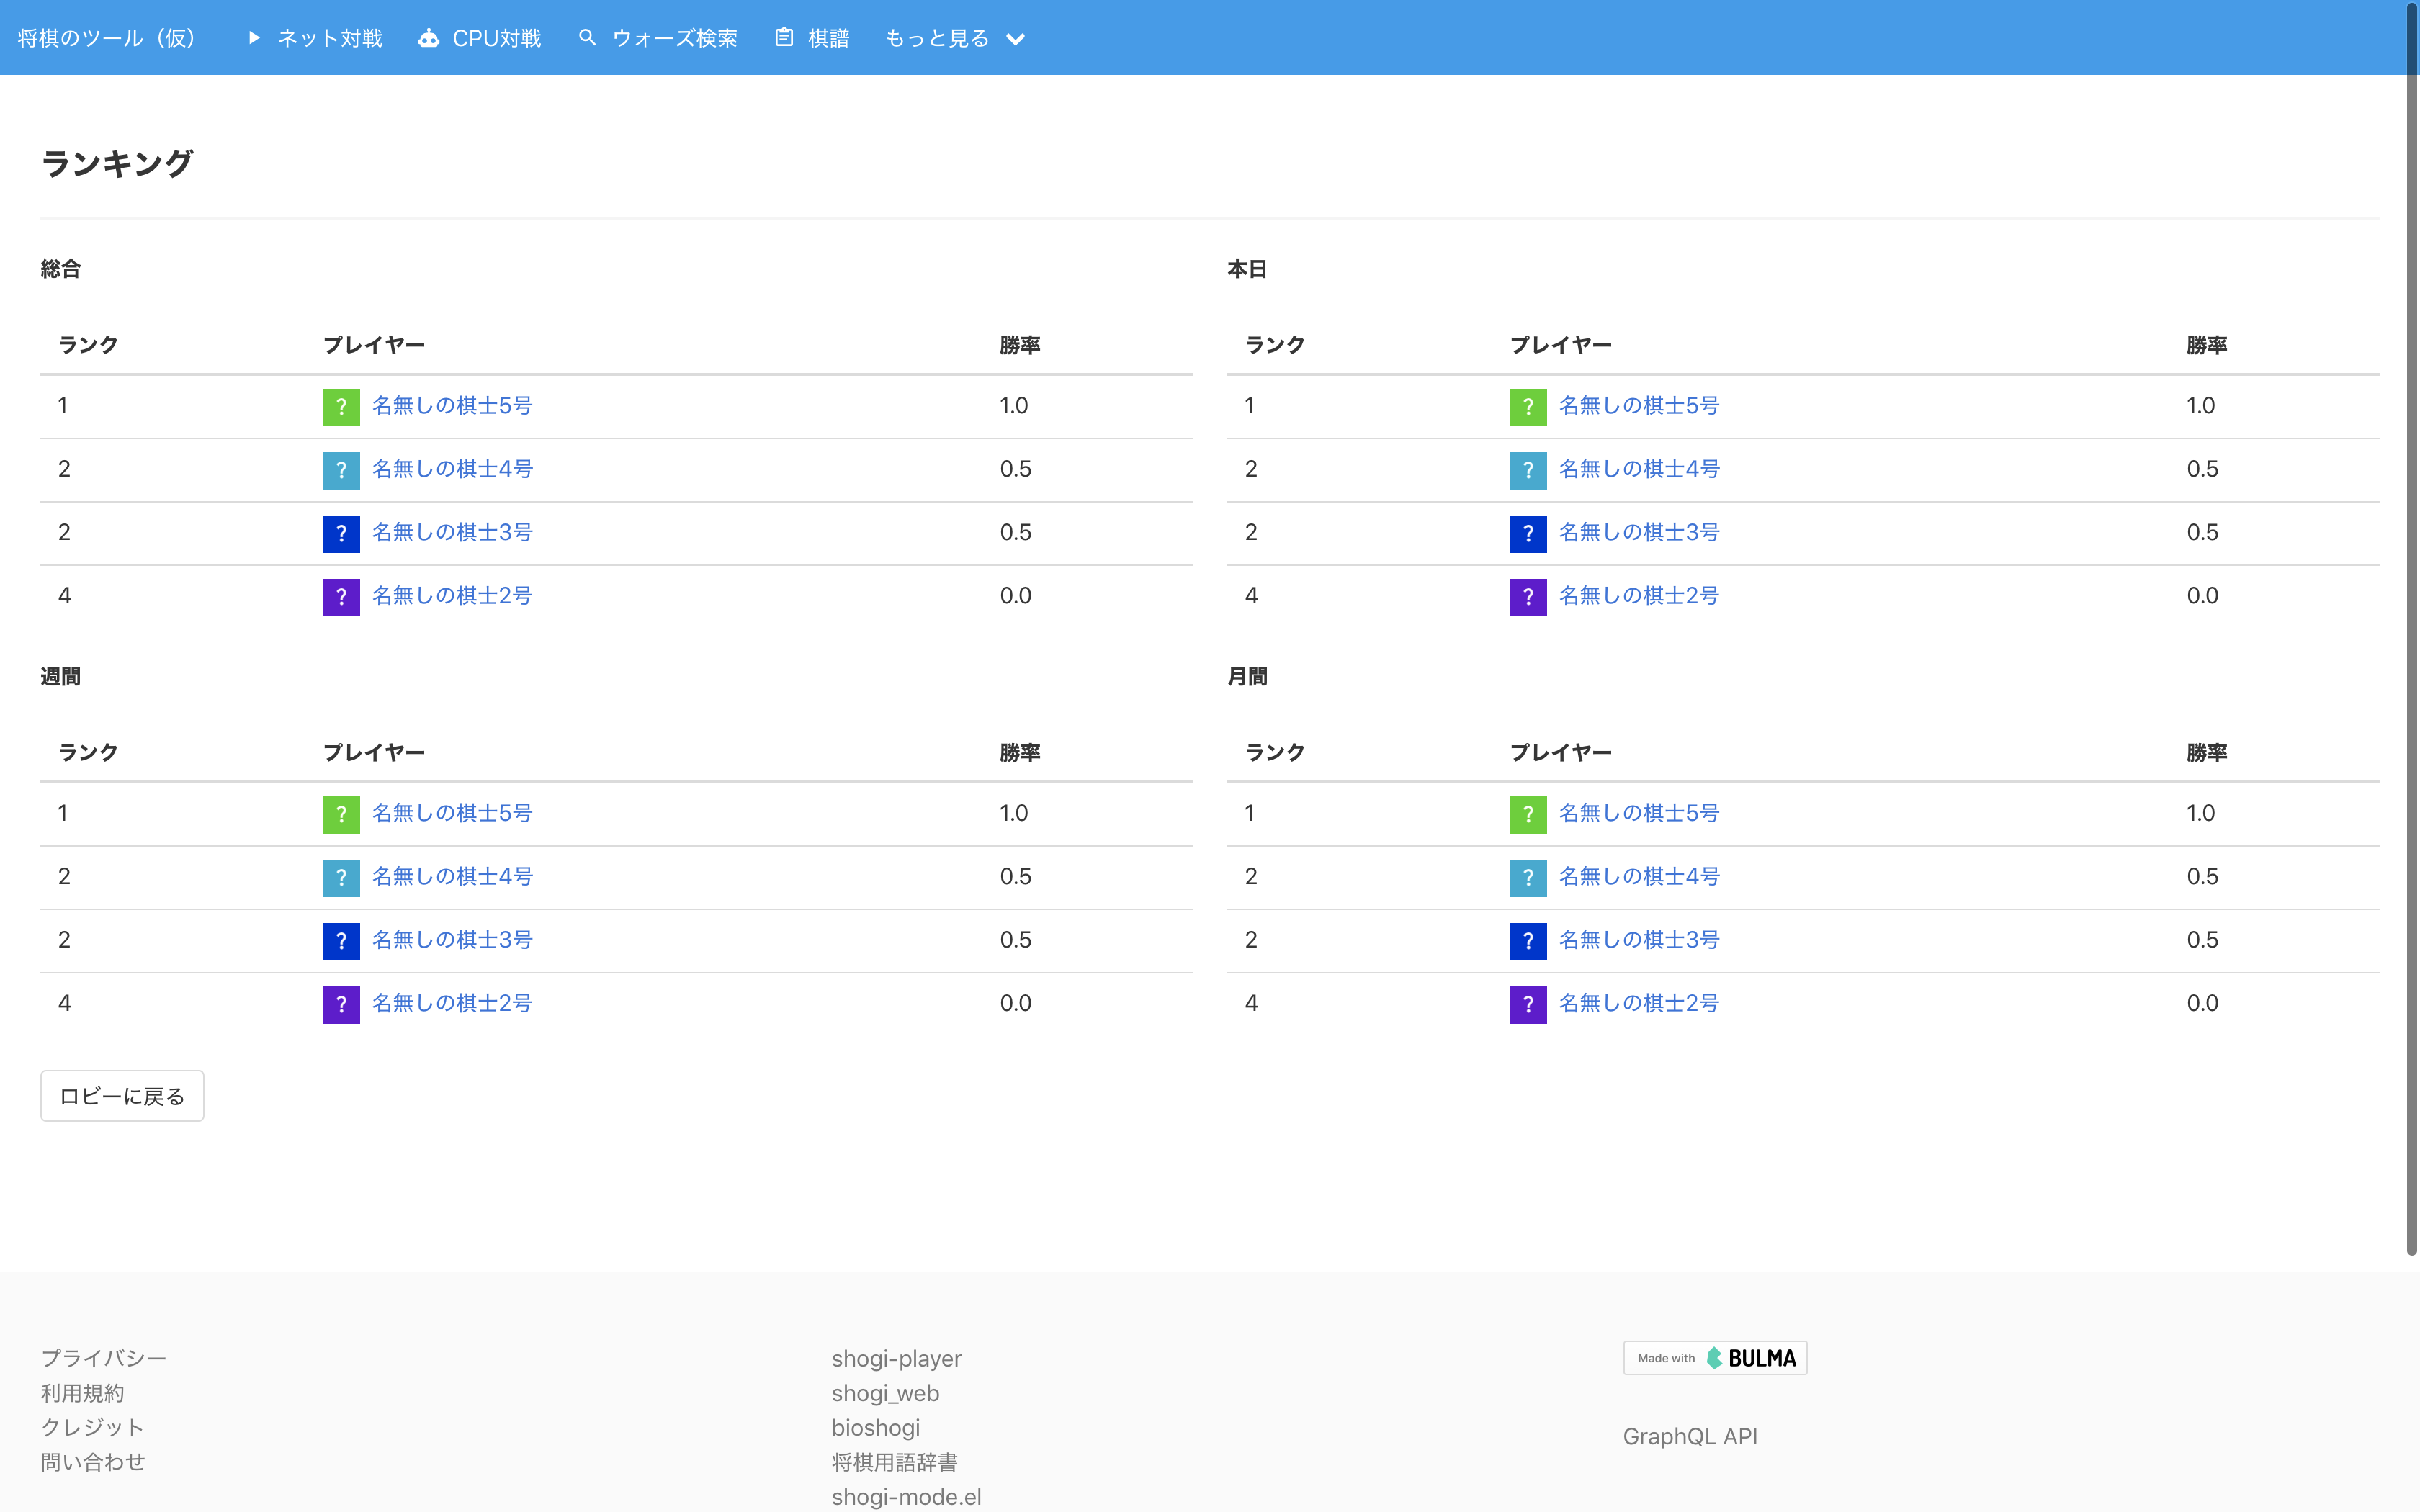 将棋のツール（仮） ネット対戦 CPU対戦 ウォーズ検索 棋譜 もっと見る
ランキング
総合
ランク プレイヤー 勝率
1 ? 名無しの棋士5号 1.0
2 ? 名無しの棋士4号 0.5
2 ? 名無しの棋士3号 0.5
4 ? 名無しの棋士2号 0.0
本日
ランク プレイヤー 勝率
1 ? 名無しの棋士5号 1.0
2 ? 名無しの棋士4号 0.5
2 ? 名無しの棋士3号 0.5
4 ? 名無しの棋士2号 0.0
週間
ランク プレイヤー 勝率
1 ? 名無しの棋士5号 1.0
2 ? 名無しの棋士4号 0.5
2 ? 名無しの棋士3号 0.5
4 ? 名無しの棋士2号 0.0
月間
ランク プレイヤー 勝率
1 ? 名無しの棋士5号 1.0
2 ? 名無しの棋士4号 0.5
2 ? 名無しの棋士3号 0.5
4 ? 名無しの棋士2号 0.0
ロビーに戻る
プライバシー
利用規約
クレジット
問い合わせ
shogi-player
shogi_web
bioshogi
将棋用語辞書
shogi-mode.el
Made with BULMA
GraphQL API